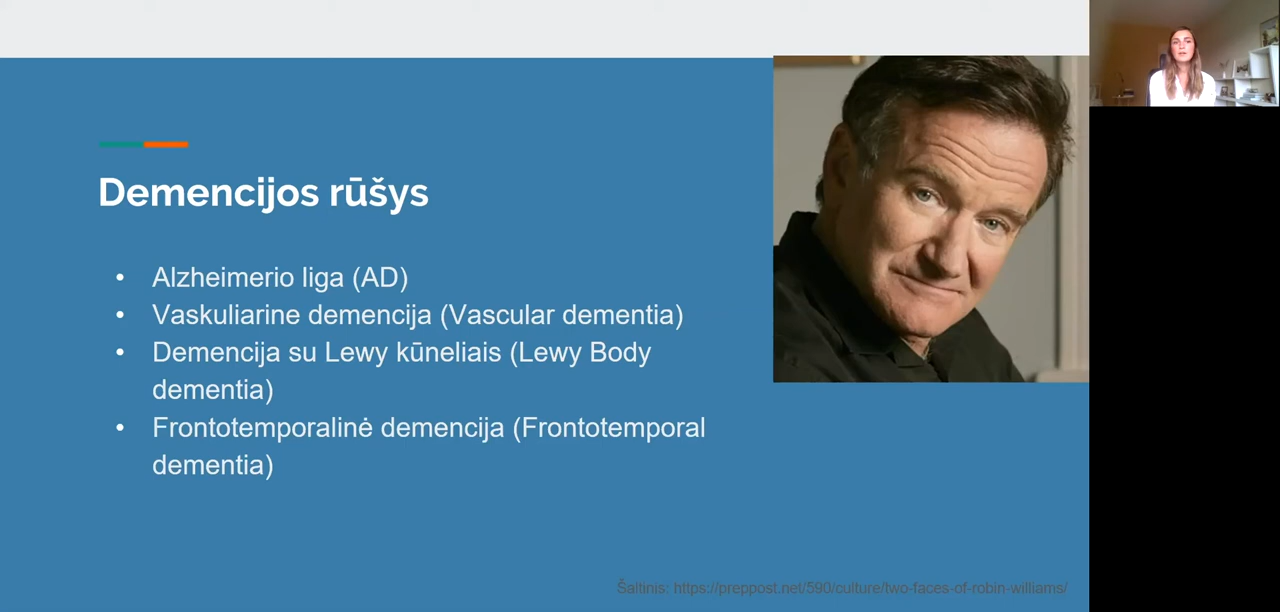 Demencijos rūšys
• Alzheimerio liga (AD)
• Vaskuliarine demencija (Vascular dementia)
• Demencija su Lewy kūneliais (Lewy Body
dementia)
• Frontotemporalinė demencija (Frontotemporal
dementia)
Šaltinis: https://preppost.net/590/culture/two-faces-of-robin-williams/